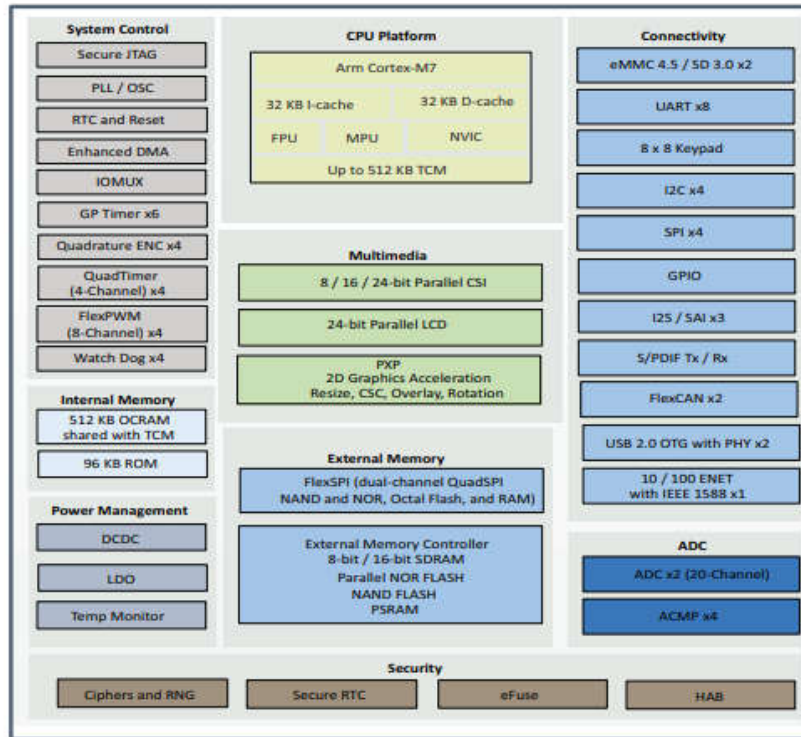 System Control
Secure JTAG
PLL / OSC
RTC and Reset
Enhanced DMA
IOMUX
GP Timer x6
Quadrature ENC x4
QuadTimer
(4-Channel) x4
FlexPWM
(8-Channel) x4
Watch Dog x4
Internal Memory
512 KB OCRAM
shared with TCM
96 KB ROM
Power Management
DCDC
LDO
Temp Monitor
CPU Platform
Arm Cortex-M7
32 KB I-cache
32 KB D-cache
FPU
MPU
NVIC
Up to 512 KB TCM
Multimedia
8 / 16 / 24-bit Parallel CSI
24-bit Parallel LCD
PXP
2D Graphics Acceleration
Resize, CSC, Overlay, Rotation
External Memory
FlexSPI (dual-channel QuadSPI
NAND and NOR, Octal Flash, and RAM)
External Memory Controller
8-bit / 16-bit SDRAM
Parallel NOR FLASH
NAND FLASH
PSRAM
Connectivity
eMMC 4.5 / SD 3.0 x2
UART x8
8 x 8 Keypad
I2C x4
SPI x4
GPIO
I2S / SAI x3
S/PDIF Tx / Rx
FlexCAN x2
USB 2.0 OTG with PHY x2
10 / 100 ENET
with IEEE 1588 x1
ADC
ADC x2 (20-Channel)
ACMP x4
Security
Ciphers and RNG
Secure RTC
eFuse
HAB